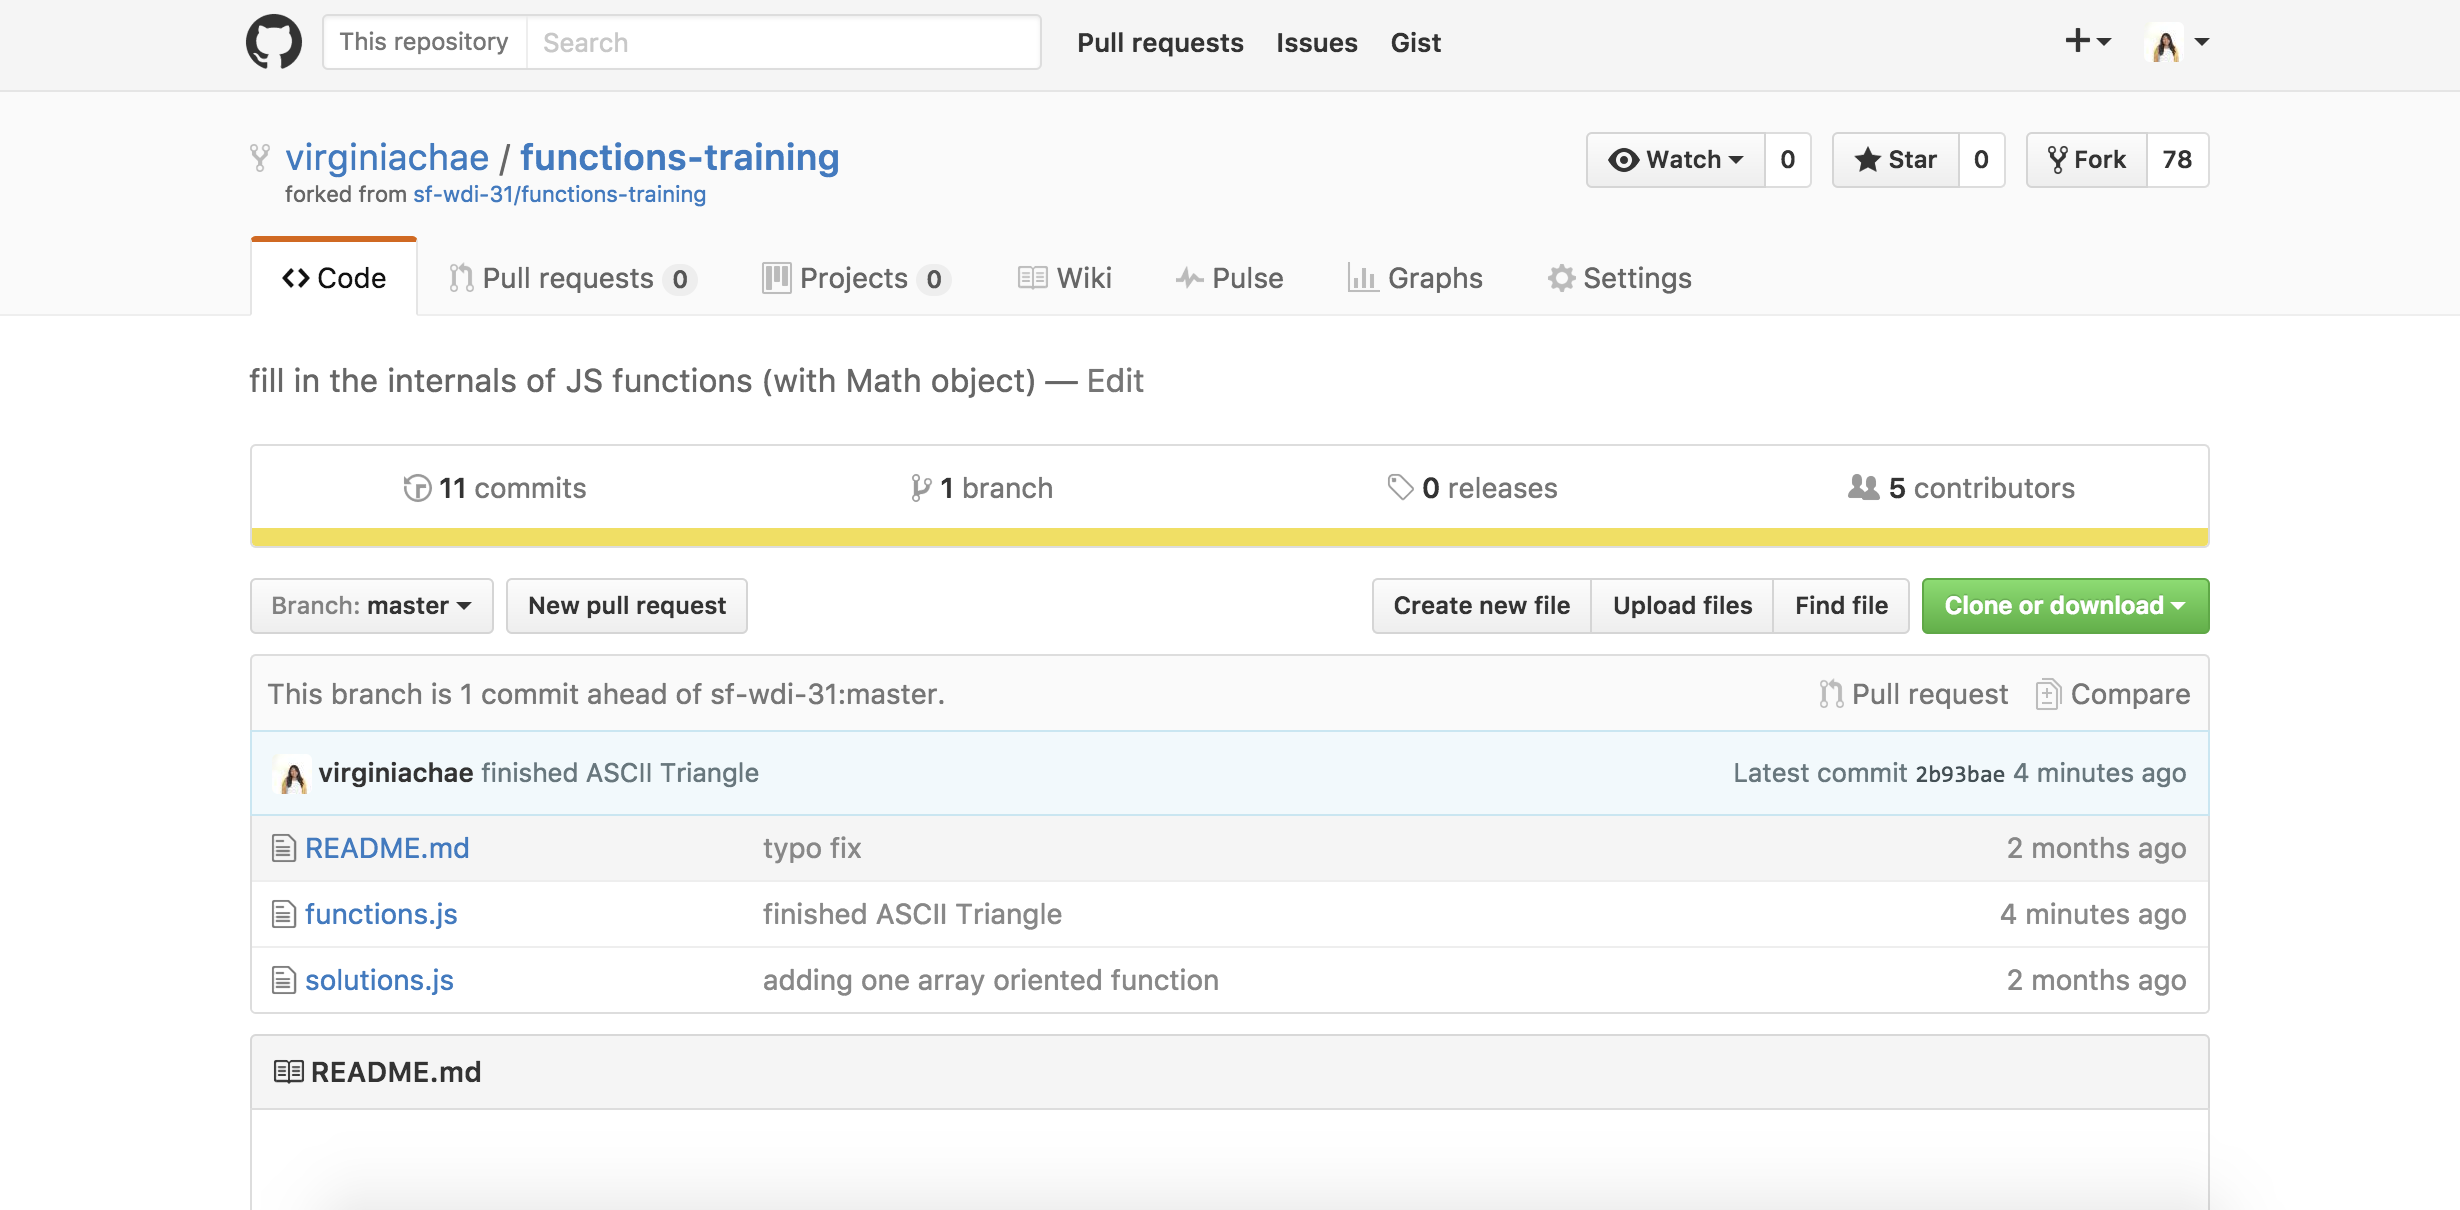 This repository Search Pull requests Issues Gist
virginiachae / functions-training Watch 0 Star 0 Fork 78
forked from sf-wdi-31/functions-training
Code Pull requests 0 Projects 0 Wiki Pulse Graphs Settings
fill in the internals of JS functions (with Math object) — Edit
11 commits 1 branch 0 releases 5 contributors
Branch: master New pull request Create new file Upload files Find file Clone or download
This branch is 1 commit ahead of sf-wdi-31:master. Pull request Compare
virginiachae finished ASCII Triangle Latest commit 2b93bae 4 minutes ago
README.md typo fix 2 months ago
functions.js finished ASCII Triangle 4 minutes ago
solutions.js adding one array oriented function 2 months ago
README.md